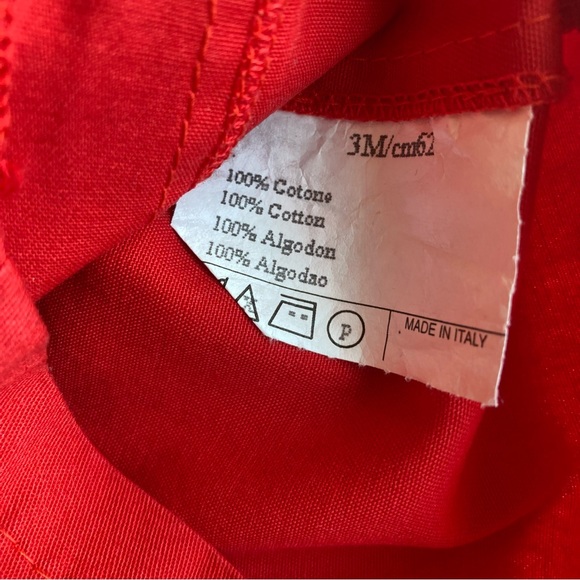 3M/cm62
100% Cotone
100% Cotton
100% Algodon
100% Algodao
P
MADE IN ITALY